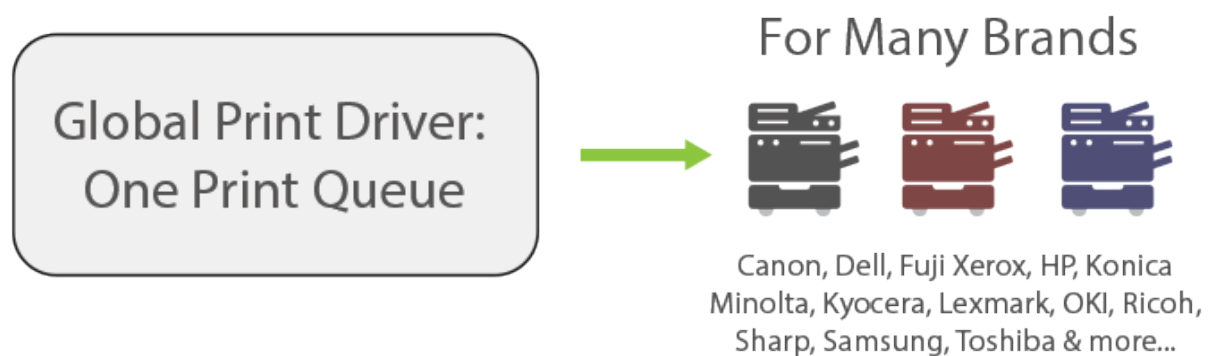 Global Print Driver:
One Print Queue
For Many Brands
Canon, Dell, Fuji Xerox, HP, Konica
Minolta, Kyocera, Lexmark, OKI, Ricoh,
Sharp, Samsung, Toshiba & more...